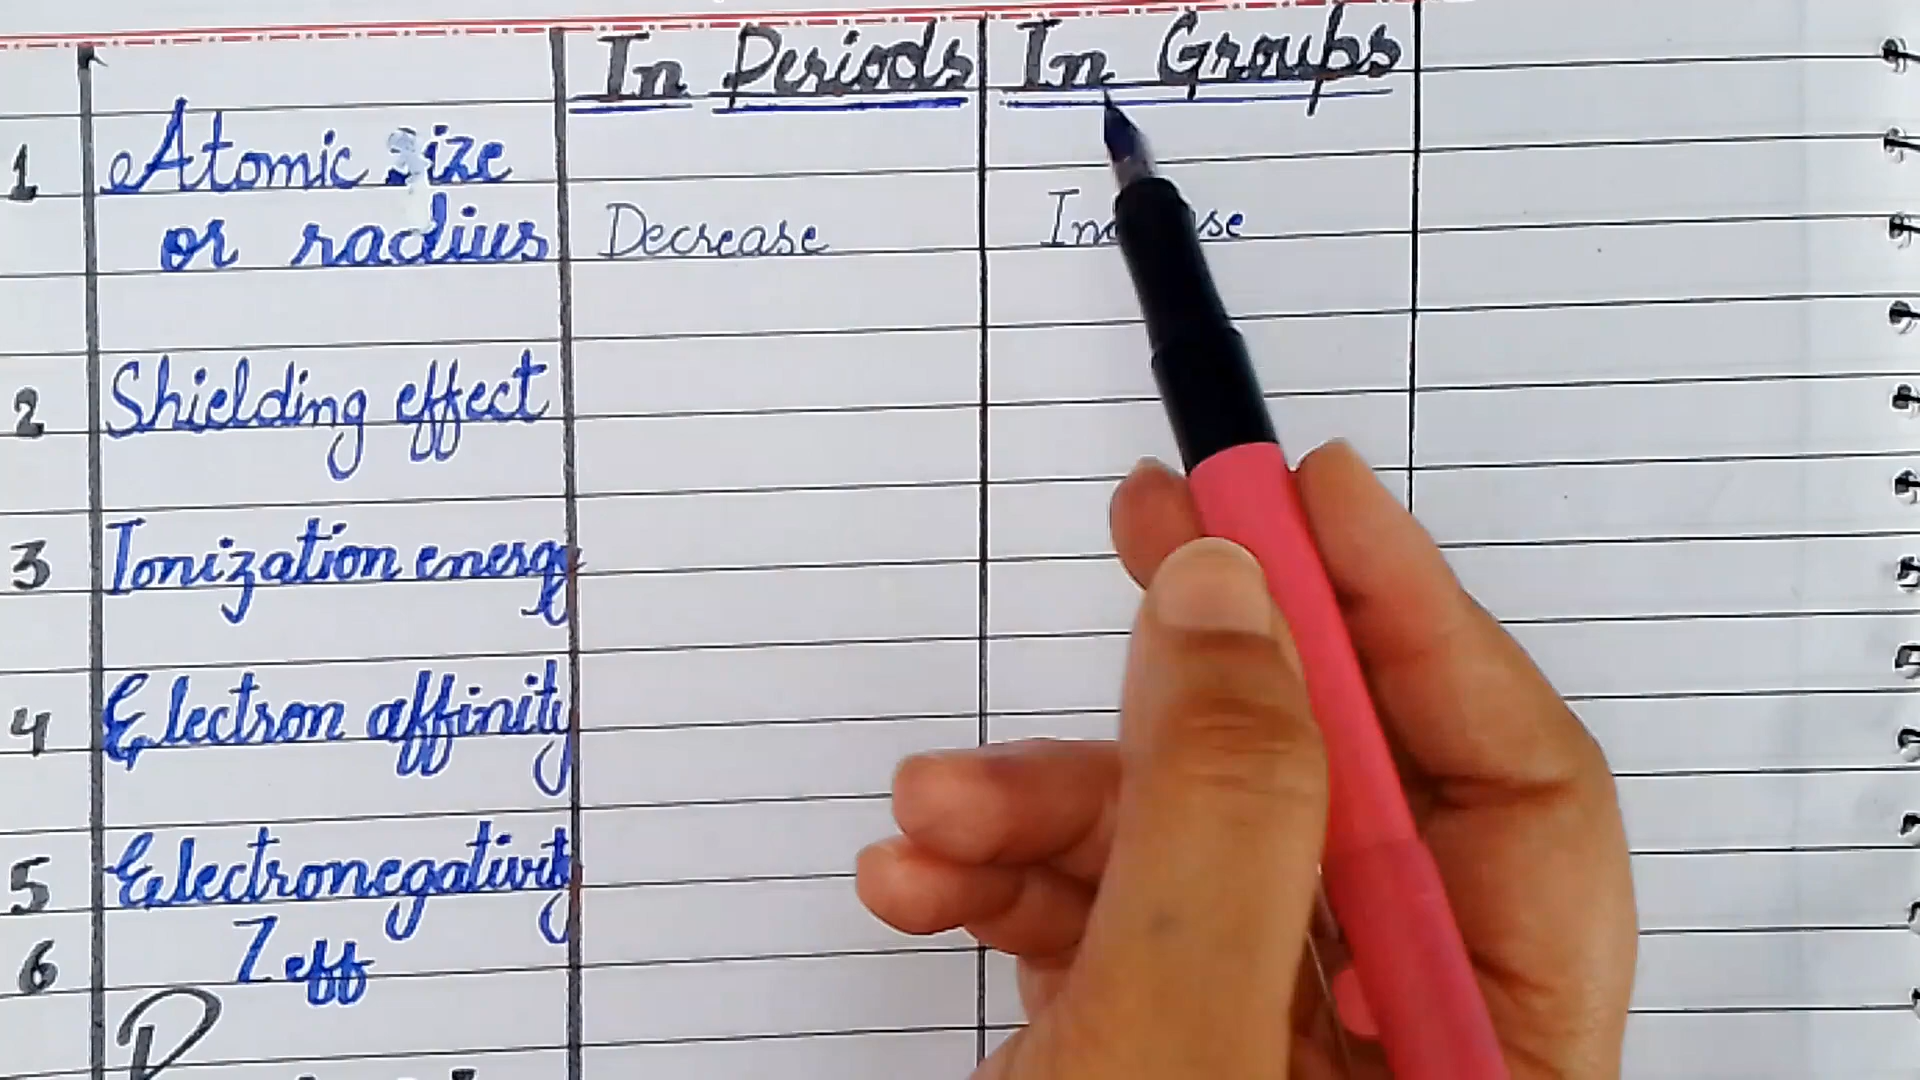 In Periods In Groups
1 Atomic size
or radius Decrease
2 Shielding effect
3 Ionization energy
4 Electron affinity
5 Electronegativity
6 Zeff